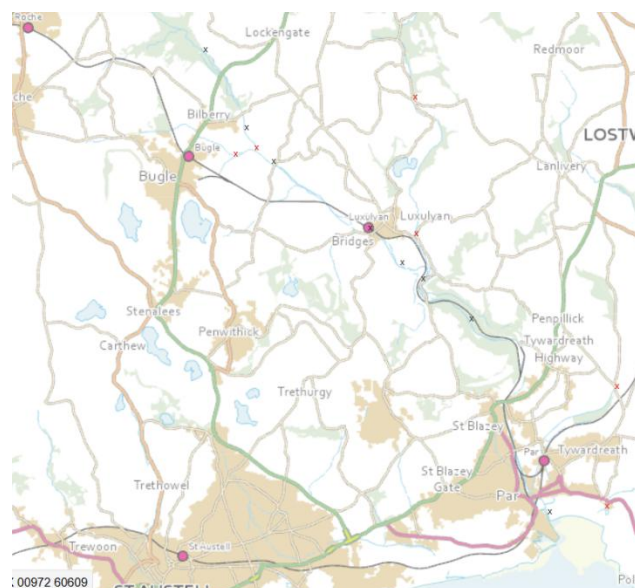 Roche
Lockengate
Redmoor
che
Bilberry
LOSTW
Bugle
Lanlivery
Bugle
Luxulyan
Luxulyan
Bridges
Stenalees
Penpillick
Carthew
Penwithick
Tywardreath
Highway
Trethurgy
St Blazey
Par
Tywardreath
St Blazey
Gate
Trethowel
Par
Trewoon
St Austell
00972 60609
ST AUSTELL